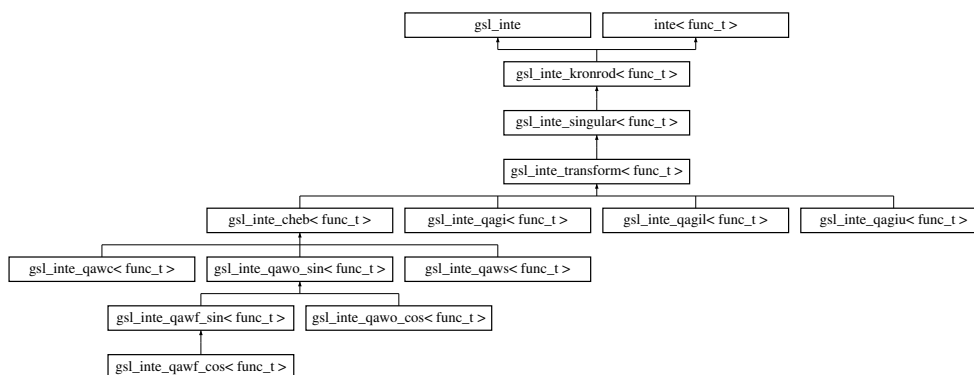 gsl_inte
inte< func_t >
gsl_inte_kronrod< func_t >
gsl_inte_singular< func_t >
gsl_inte_transform< func_t >
gsl_inte_cheb< func_t >
gsl_inte_qagi< func_t >
gsl_inte_qagil< func_t >
gsl_inte_qagiu< func_t >
gsl_inte_qawc< func_t >
gsl_inte_qawo_sin< func_t >
gsl_inte_qaws< func_t >
gsl_inte_qawf_sin< func_t >
gsl_inte_qawo_cos< func_t >
gsl_inte_qawf_cos< func_t >